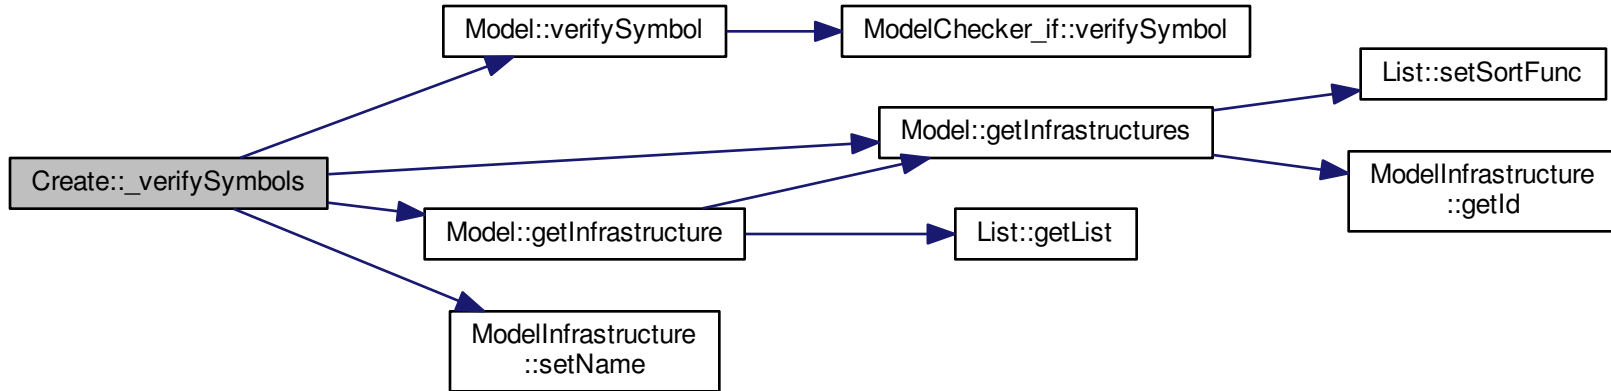 Model::verifySymbol
ModelChecker_if::verifySymbol
List::setSortFunc
Model::getInfrastructures
Create::_verifySymbols
ModelInfrastructure
::getId
Model::getInfrastructure
List::getList
ModelInfrastructure
::setName